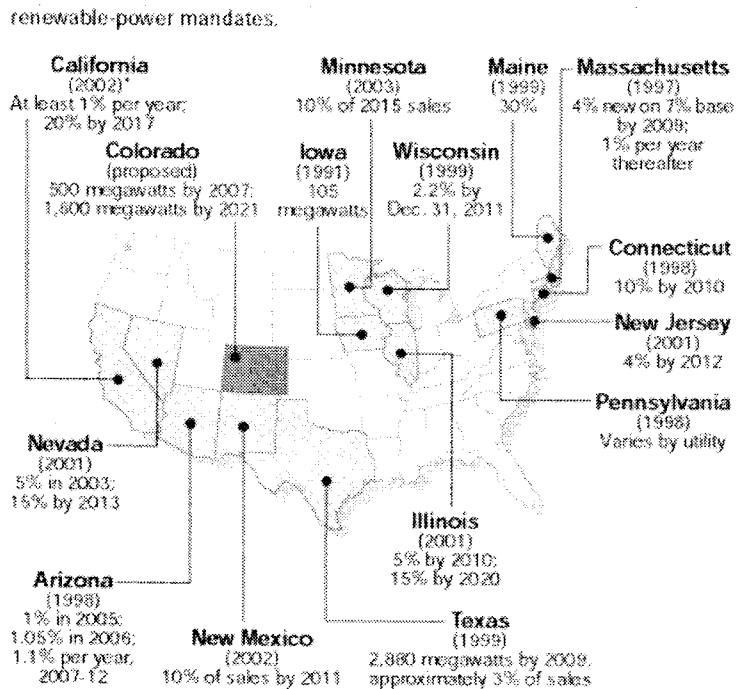 renewable-power mandates.
California
(2002)*
At least 1% per year;
20% by 2017
Colorado
(proposed)
500 megawatts by 2007;
1,800 megawatts by 2021
Minnesota
(2003)
10% of 2015 sales
Iowa
(1991)
105
megawatts
Wisconsin
(1999)
2.2% by
Dec. 31, 2011
Maine
(1999)
30%
Massachusetts
(1997)
4% new on 7% base
by 2009;
1% per year
thereafter
Connecticut
(1998)
10% by 2010
New Jersey
(2001)
4% by 2012
Pennsylvania
(1998)
Varies by utility
Nevada
(2001)
5% in 2003;
15% by 2013
Illinois
(2001)
5% by 2010;
15% by 2020
Arizona
(1998)
1% in 2005;
1.05% in 2006;
1.1% per year,
2007-12
New Mexico
(2002)
10% of sales by 2011
Texas
(1999)
2,880 megawatts by 2009,
approximately 3% of sales